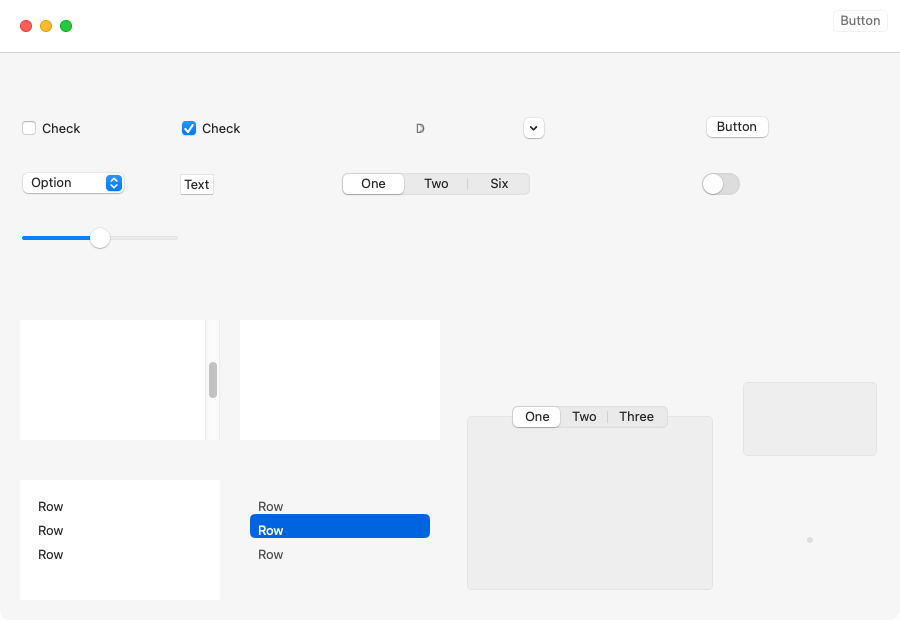 Button
Check
Check
D
Button
Option
Text
One Two Six
One Two Three
Row
Row
Row
Row
Row
Row